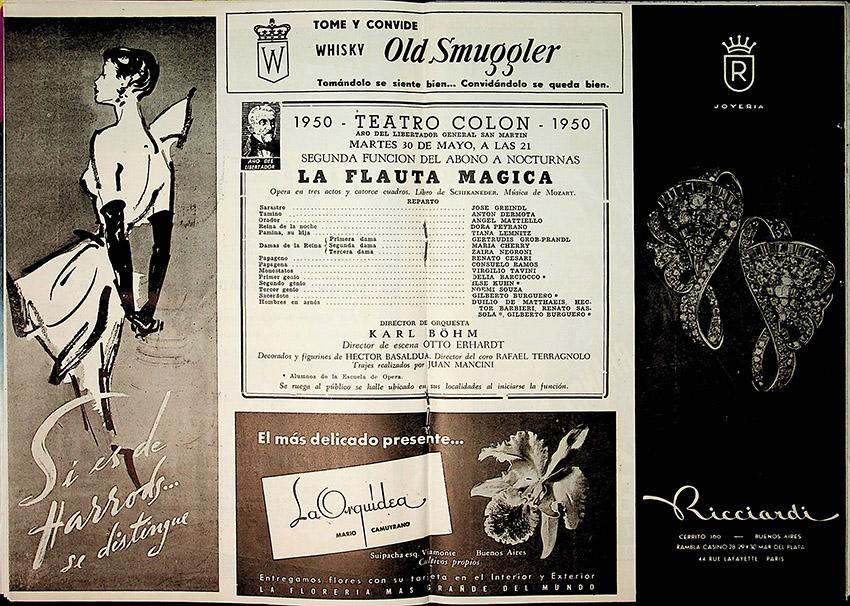 Si es de
Harrods...
se distingue
W
TOME Y CONVIDE
WHISKY Old Smuggler
Tomándolo se siente bien... Convidándolo se queda bien.
AÑO DEL
LIBERTADOR
1950 - TEATRO COLON - 1950
AÑO DEL LIBERTADOR GENERAL SAN MARTIN
MARTES 30 DE MAYO, A LAS 21
SEGUNDA FUNCION DEL ABONO A NOCTURNAS
LA FLAUTA MAGICA
Opera en tres actos y catorce cuadros. Libro de SCHIKANEDER. Música de MOZART.
REPARTO
Sarastro JOSE GREINDL
Tamino ANTON DERMOTA
Orador ANGEL MATTIELLO
Reina de la noche DORA PEYRANO
Pamina, su hija TIANA LEMNITZ
Damas de la Reina
Primera dama GERTRUDIS GROB-PRANDL
Segunda dama MARIA CHERRY
Tercera dama ZAIRA NEGRONI
Papageno RENATO CESARI
Papagena CONSUELO RAMOS
Monostatos VIRGILIO TAVINI
Primer genio DELIA BARCIOCCO *
Segundo genio ILSE KUHN *
Tercer genio NOEMI SOUZA
Sacerdote GILBERTO BURGUERO *
Hombres en arnés DUILIO DE MATTHAEIS, HEC-
TOR BARBIERI, RENATO SAS-
SOLA *, GILBERTO BURGUERO *
DIRECTOR DE ORQUESTA
KARL BÖHM
Director de escena OTTO ERHARDT
Decorados y figurines de HECTOR BASALDUA. Director del coro RAFAEL TERRAGNOLO
Trajes realizados por JUAN MANCINI
* Alumnos de la Escuela de Opera.
Se ruega al público se halle ubicado en sus localidades al iniciarse la función.
El más delicado presente...
La Orquídea
MARIO CAMUYRANO
Suipacha esq. Viamonte Buenos Aires
Cultivos propios
Entregamos flores con su tarjeta en el Interior y Exterior
LA FLORERIA MAS GRANDE DEL MUNDO
R
JOYERIA
Ricciardi
CERRITO 160 — BUENOS AIRES
RAMBLA CASINO 28-29-30 MAR DEL PLATA
44 RUE LAFAYETTE PARIS